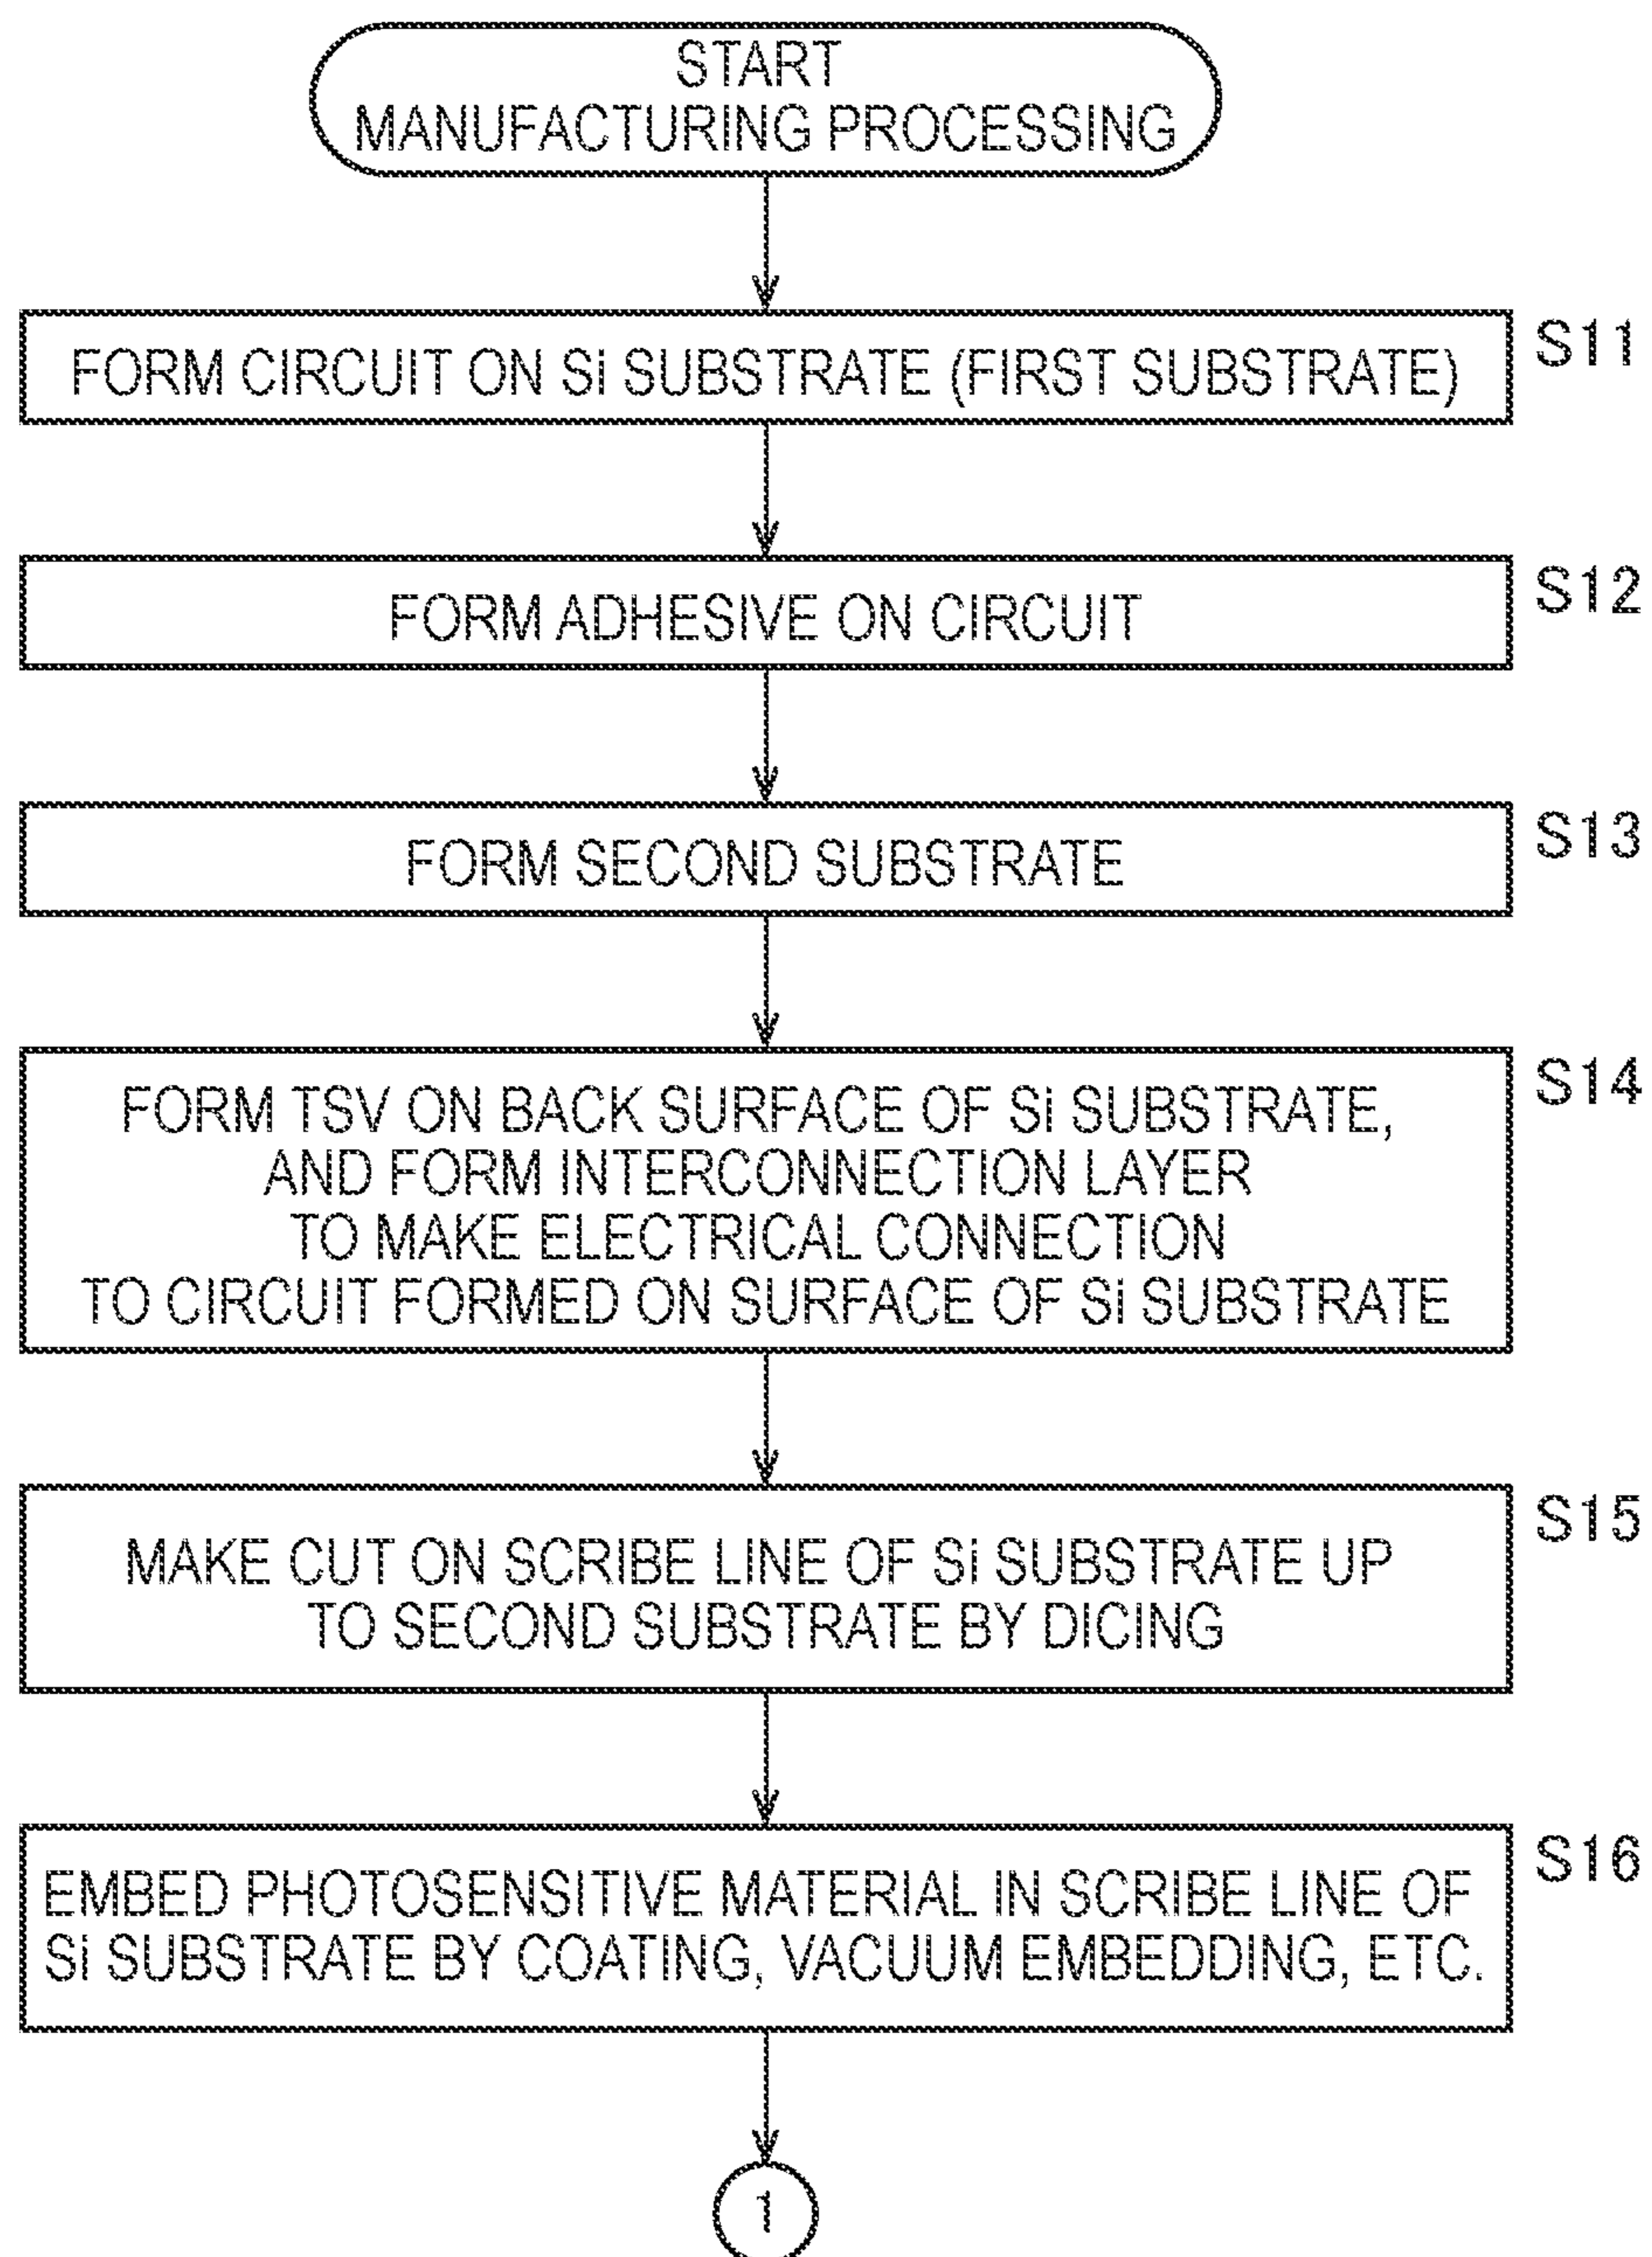 START
MANUFACTURING PROCESSING
FORM CIRCUIT ON Si SUBSTRATE (FIRST SUBSTRATE)
S11
FORM ADHESIVE ON CIRCUIT
S12
FORM SECOND SUBSTRATE
S13
FORM TSV ON BACK SURFACE OF Si SUBSTRATE,
AND FORM INTERCONNECTION LAYER
TO MAKE ELECTRICAL CONNECTION
TO CIRCUIT FORMED ON SURFACE OF Si SUBSTRATE
S14
MAKE CUT ON SCRIBE LINE OF Si SUBSTRATE UP
TO SECOND SUBSTRATE BY DICING
S15
EMBED PHOTOSENSITIVE MATERIAL IN SCRIBE LINE OF
Si SUBSTRATE BY COATING, VACUUM EMBEDDING, ETC.
S16
1